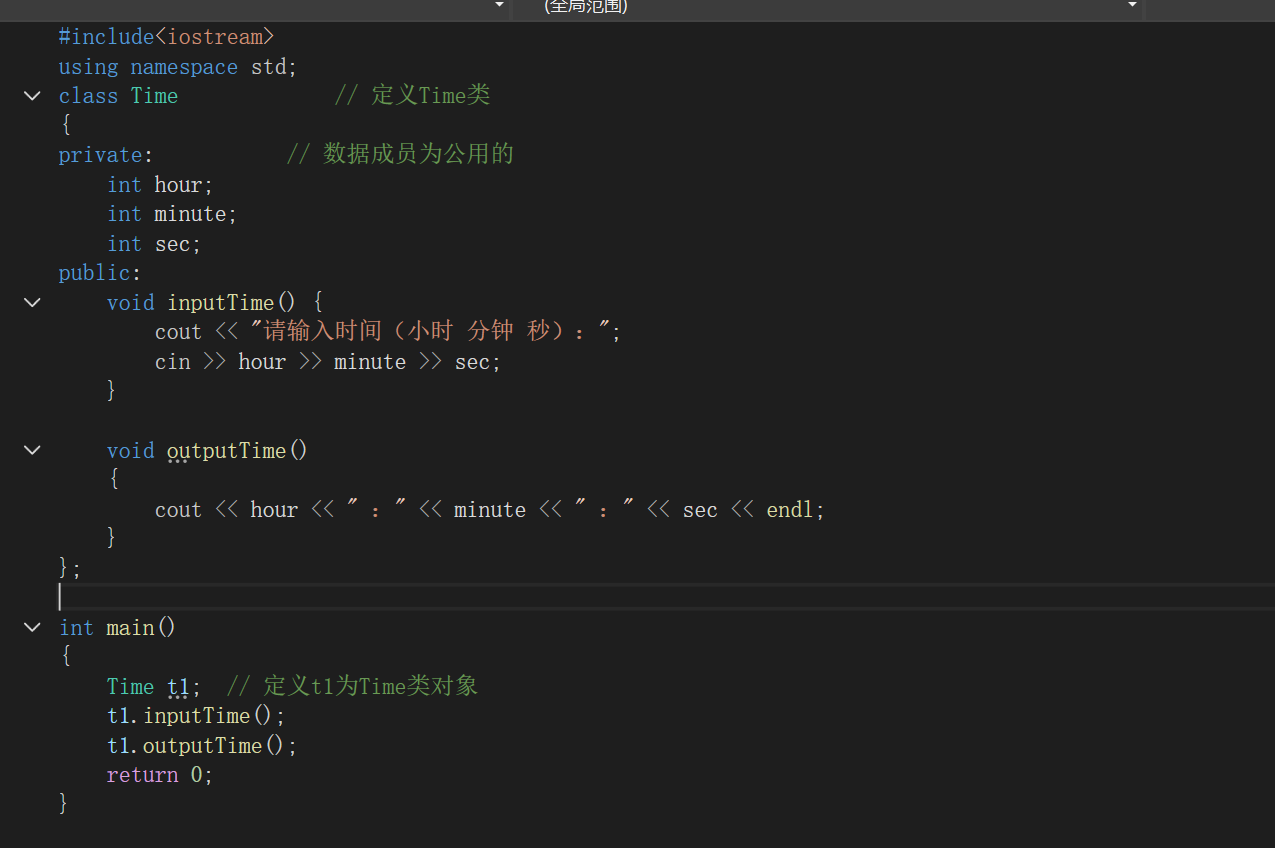 (全局范围)
#include<iostream>
using namespace std;
class Time // 定义Time类
{
private: // 数据成员为公用的
int hour;
int minute;
int sec;
public:
void inputTime() {
cout << "请输入时间（小时 分钟 秒）：";
cin >> hour >> minute >> sec;
}
void outputTime()
{
cout << hour << "：" << minute << "：" << sec << endl;
}
};
int main()
{
Time t1; // 定义t1为Time类对象
t1.inputTime();
t1.outputTime();
return 0;
}